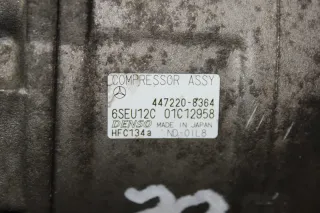 COMPRESSOR ASSY
447220-8364
6SEU12C 01C12958
DENSO MADE IN JAPAN
HFC134a ND-OIL8